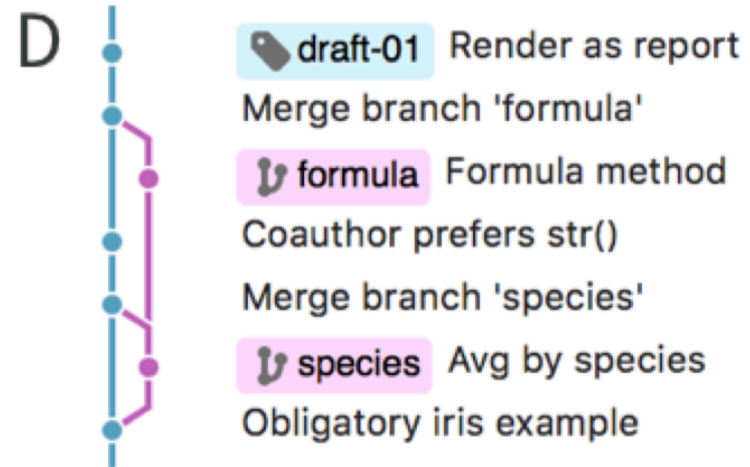 D
draft-01 Render as report
Merge branch 'formula'
formula Formula method
Coauthor prefers str()
Merge branch 'species'
species Avg by species
Obligatory iris example